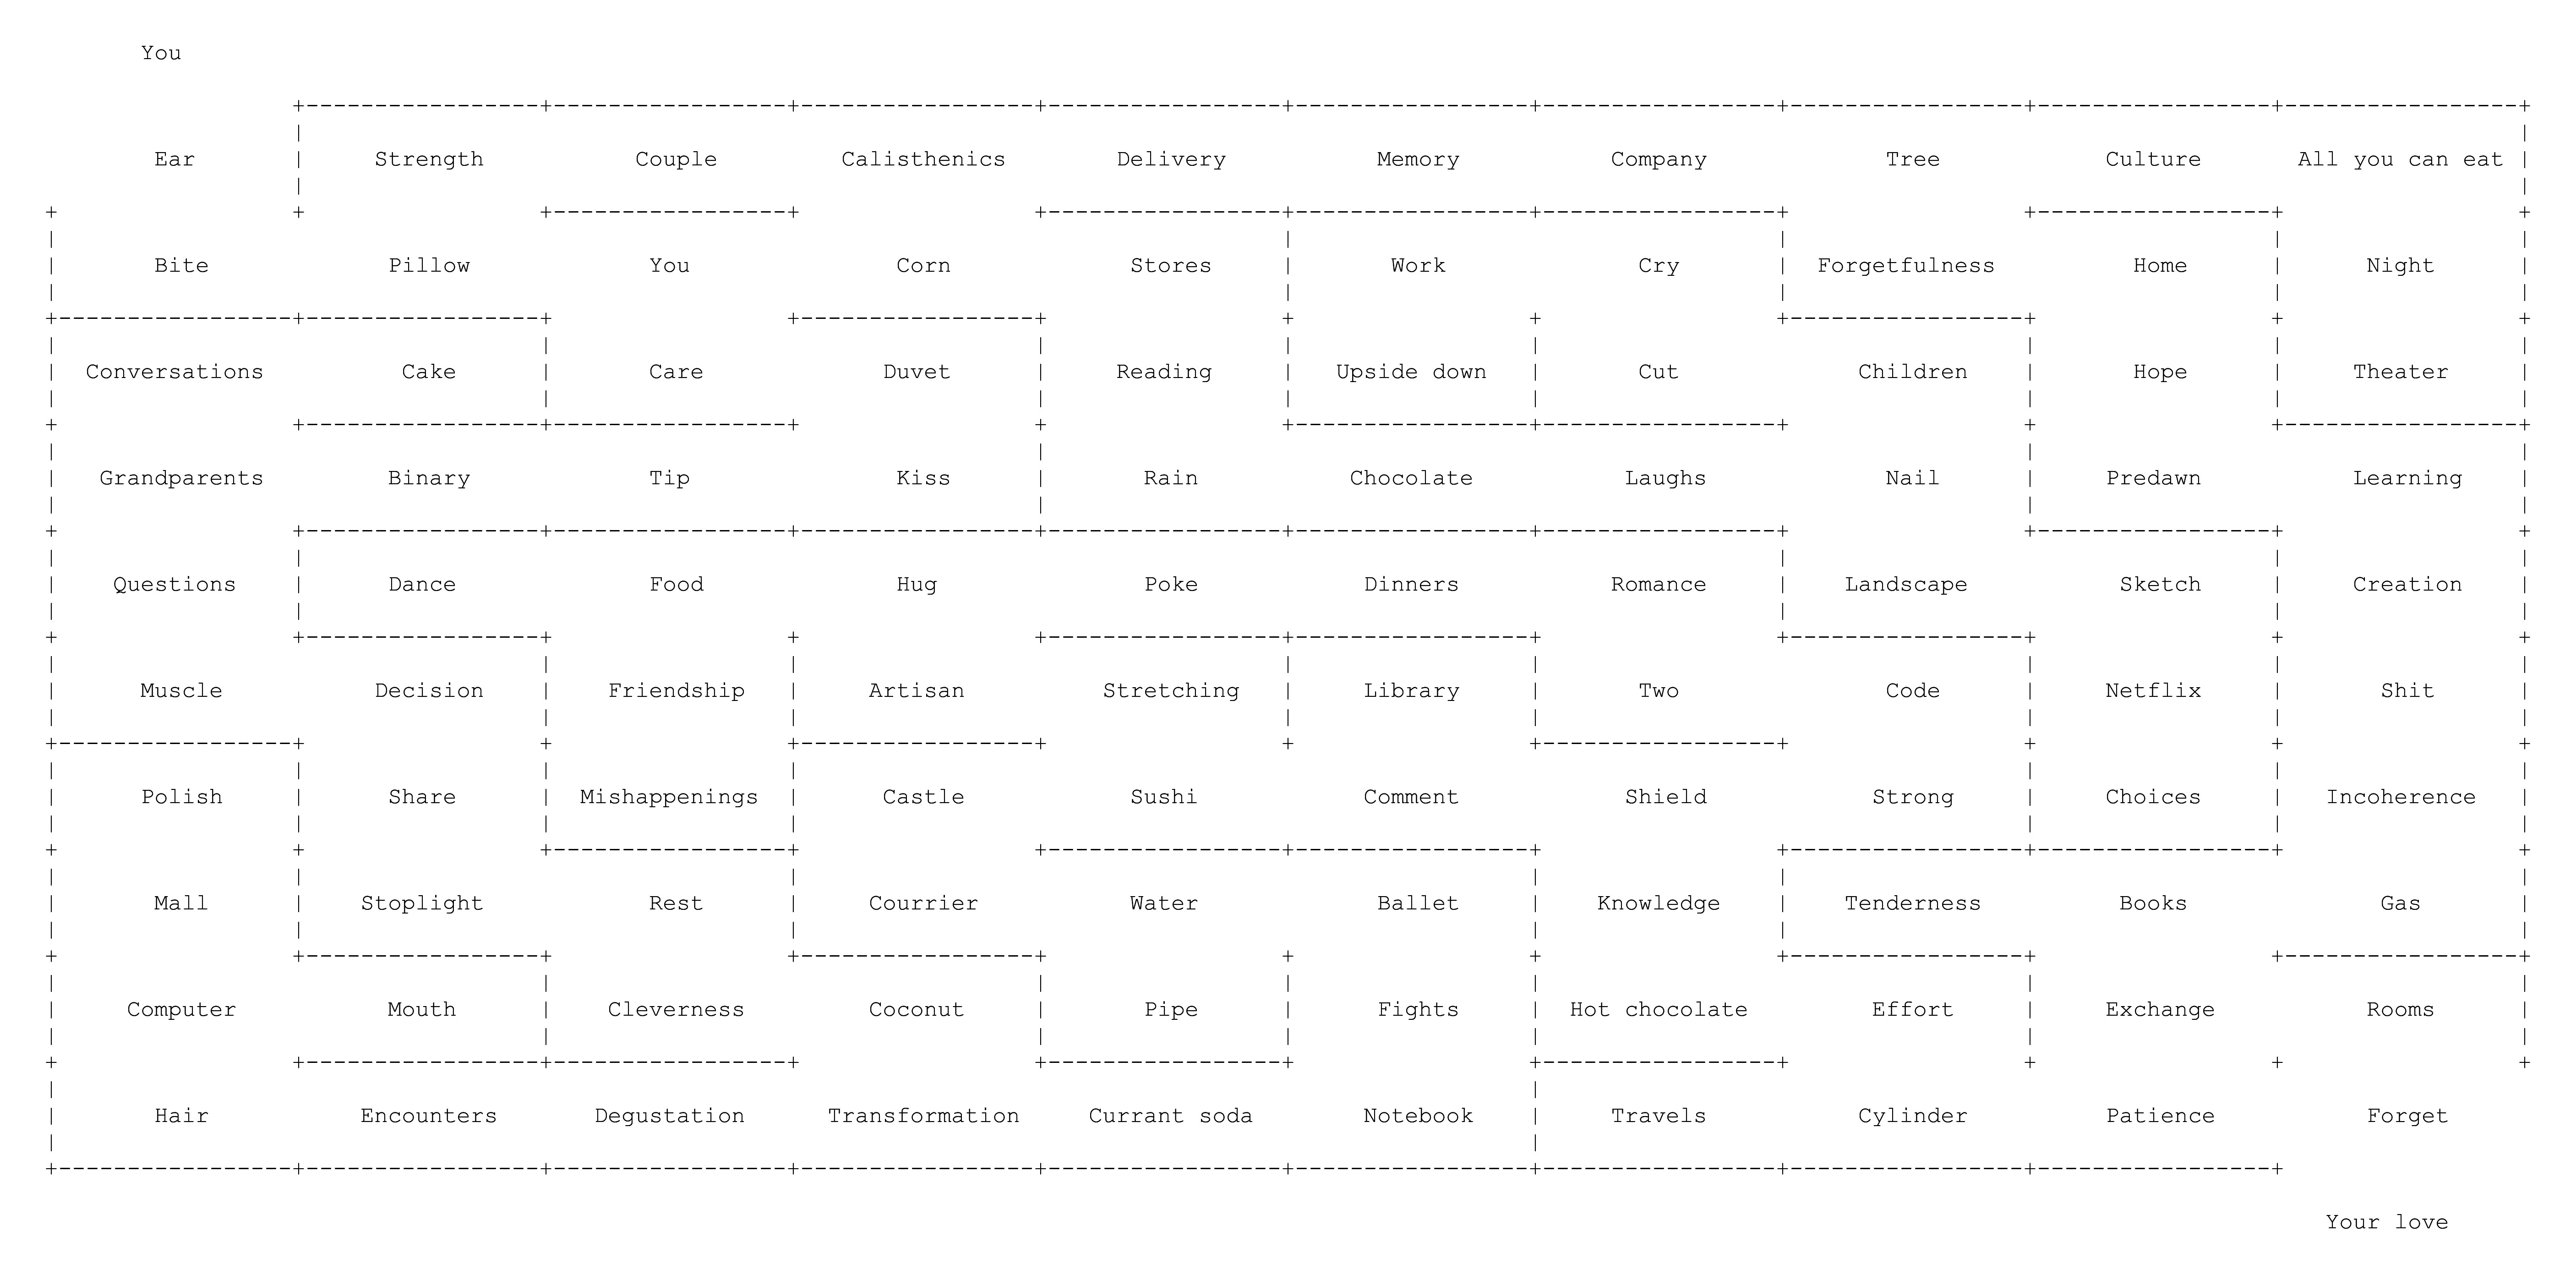 You
Ear Strength Couple Calisthenics Delivery Memory Company Tree Culture All you can eat
Bite Pillow You Corn Stores Work Cry Forgetfulness Home Night
Conversations Cake Care Duvet Reading Upside down Cut Children Hope Theater
Grandparents Binary Tip Kiss Rain Chocolate Laughs Nail Predawn Learning
Questions Dance Food Hug Poke Dinners Romance Landscape Sketch Creation
Muscle Decision Friendship Artisan Stretching Library Two Code Netflix Shit
Polish Share Mishappenings Castle Sushi Comment Shield Strong Choices Incoherence
Mall Stoplight Rest Courrier Water Ballet Knowledge Tenderness Books Gas
Computer Mouth Cleverness Coconut Pipe Fights Hot chocolate Effort Exchange Rooms
Hair Encounters Degustation Transformation Currant soda Notebook Travels Cylinder Patience Forget
Your love